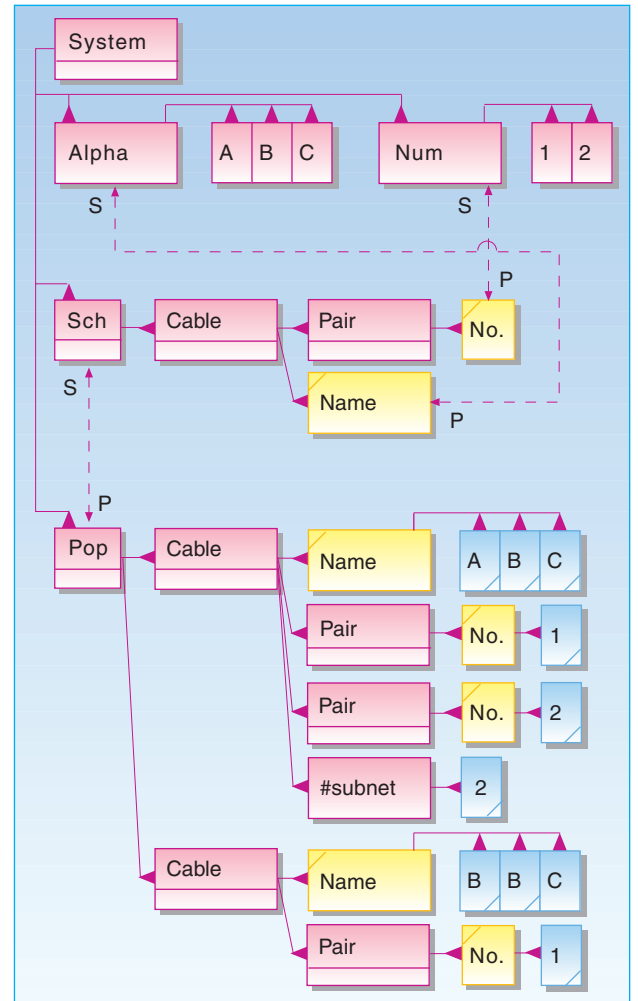 System
Alpha A B C Num 1 2
S S
P
Sch Cable Pair No.
Name
S P
P
Pop Cable Name A B C
Pair No. 1
Pair No. 2
#subnet 2
Cable Name B B C
Pair No. 1